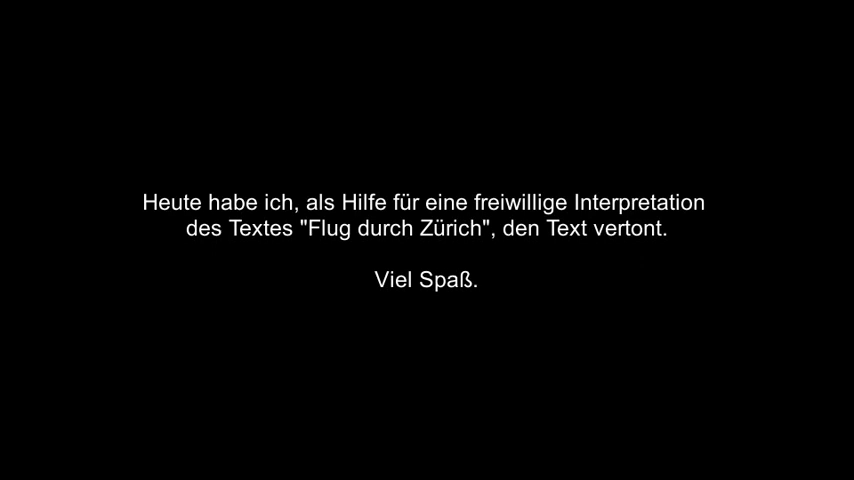 Heute habe ich, als Hilfe für eine freiwillige Interpretation
des Textes "Flug durch Zürich", den Text vertont.
Viel Spaß.